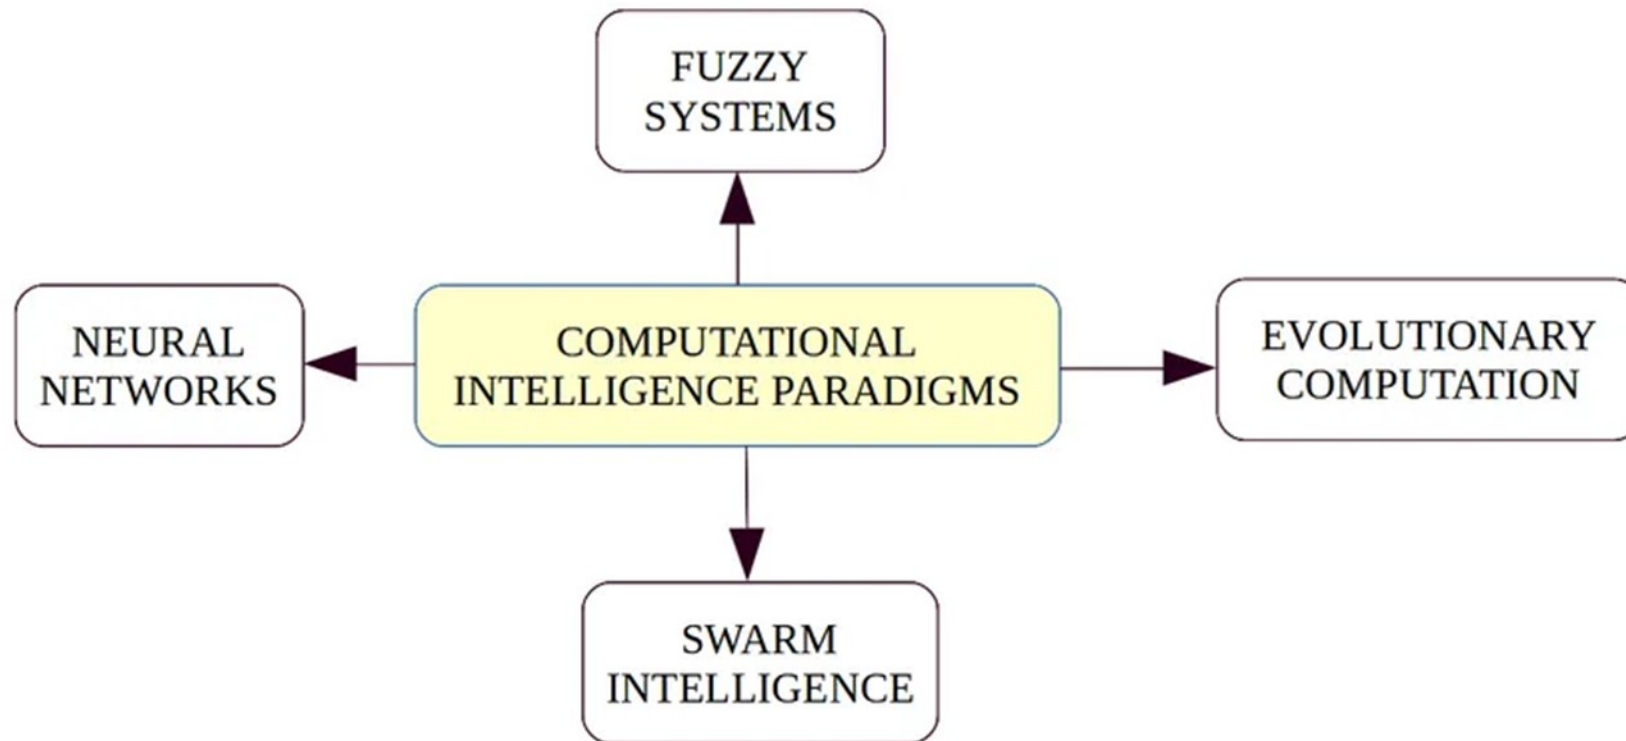 FUZZY
SYSTEMS
NEURAL
NETWORKS
COMPUTATIONAL
INTELLIGENCE PARADIGMS
EVOLUTIONARY
COMPUTATION
SWARM
INTELLIGENCE